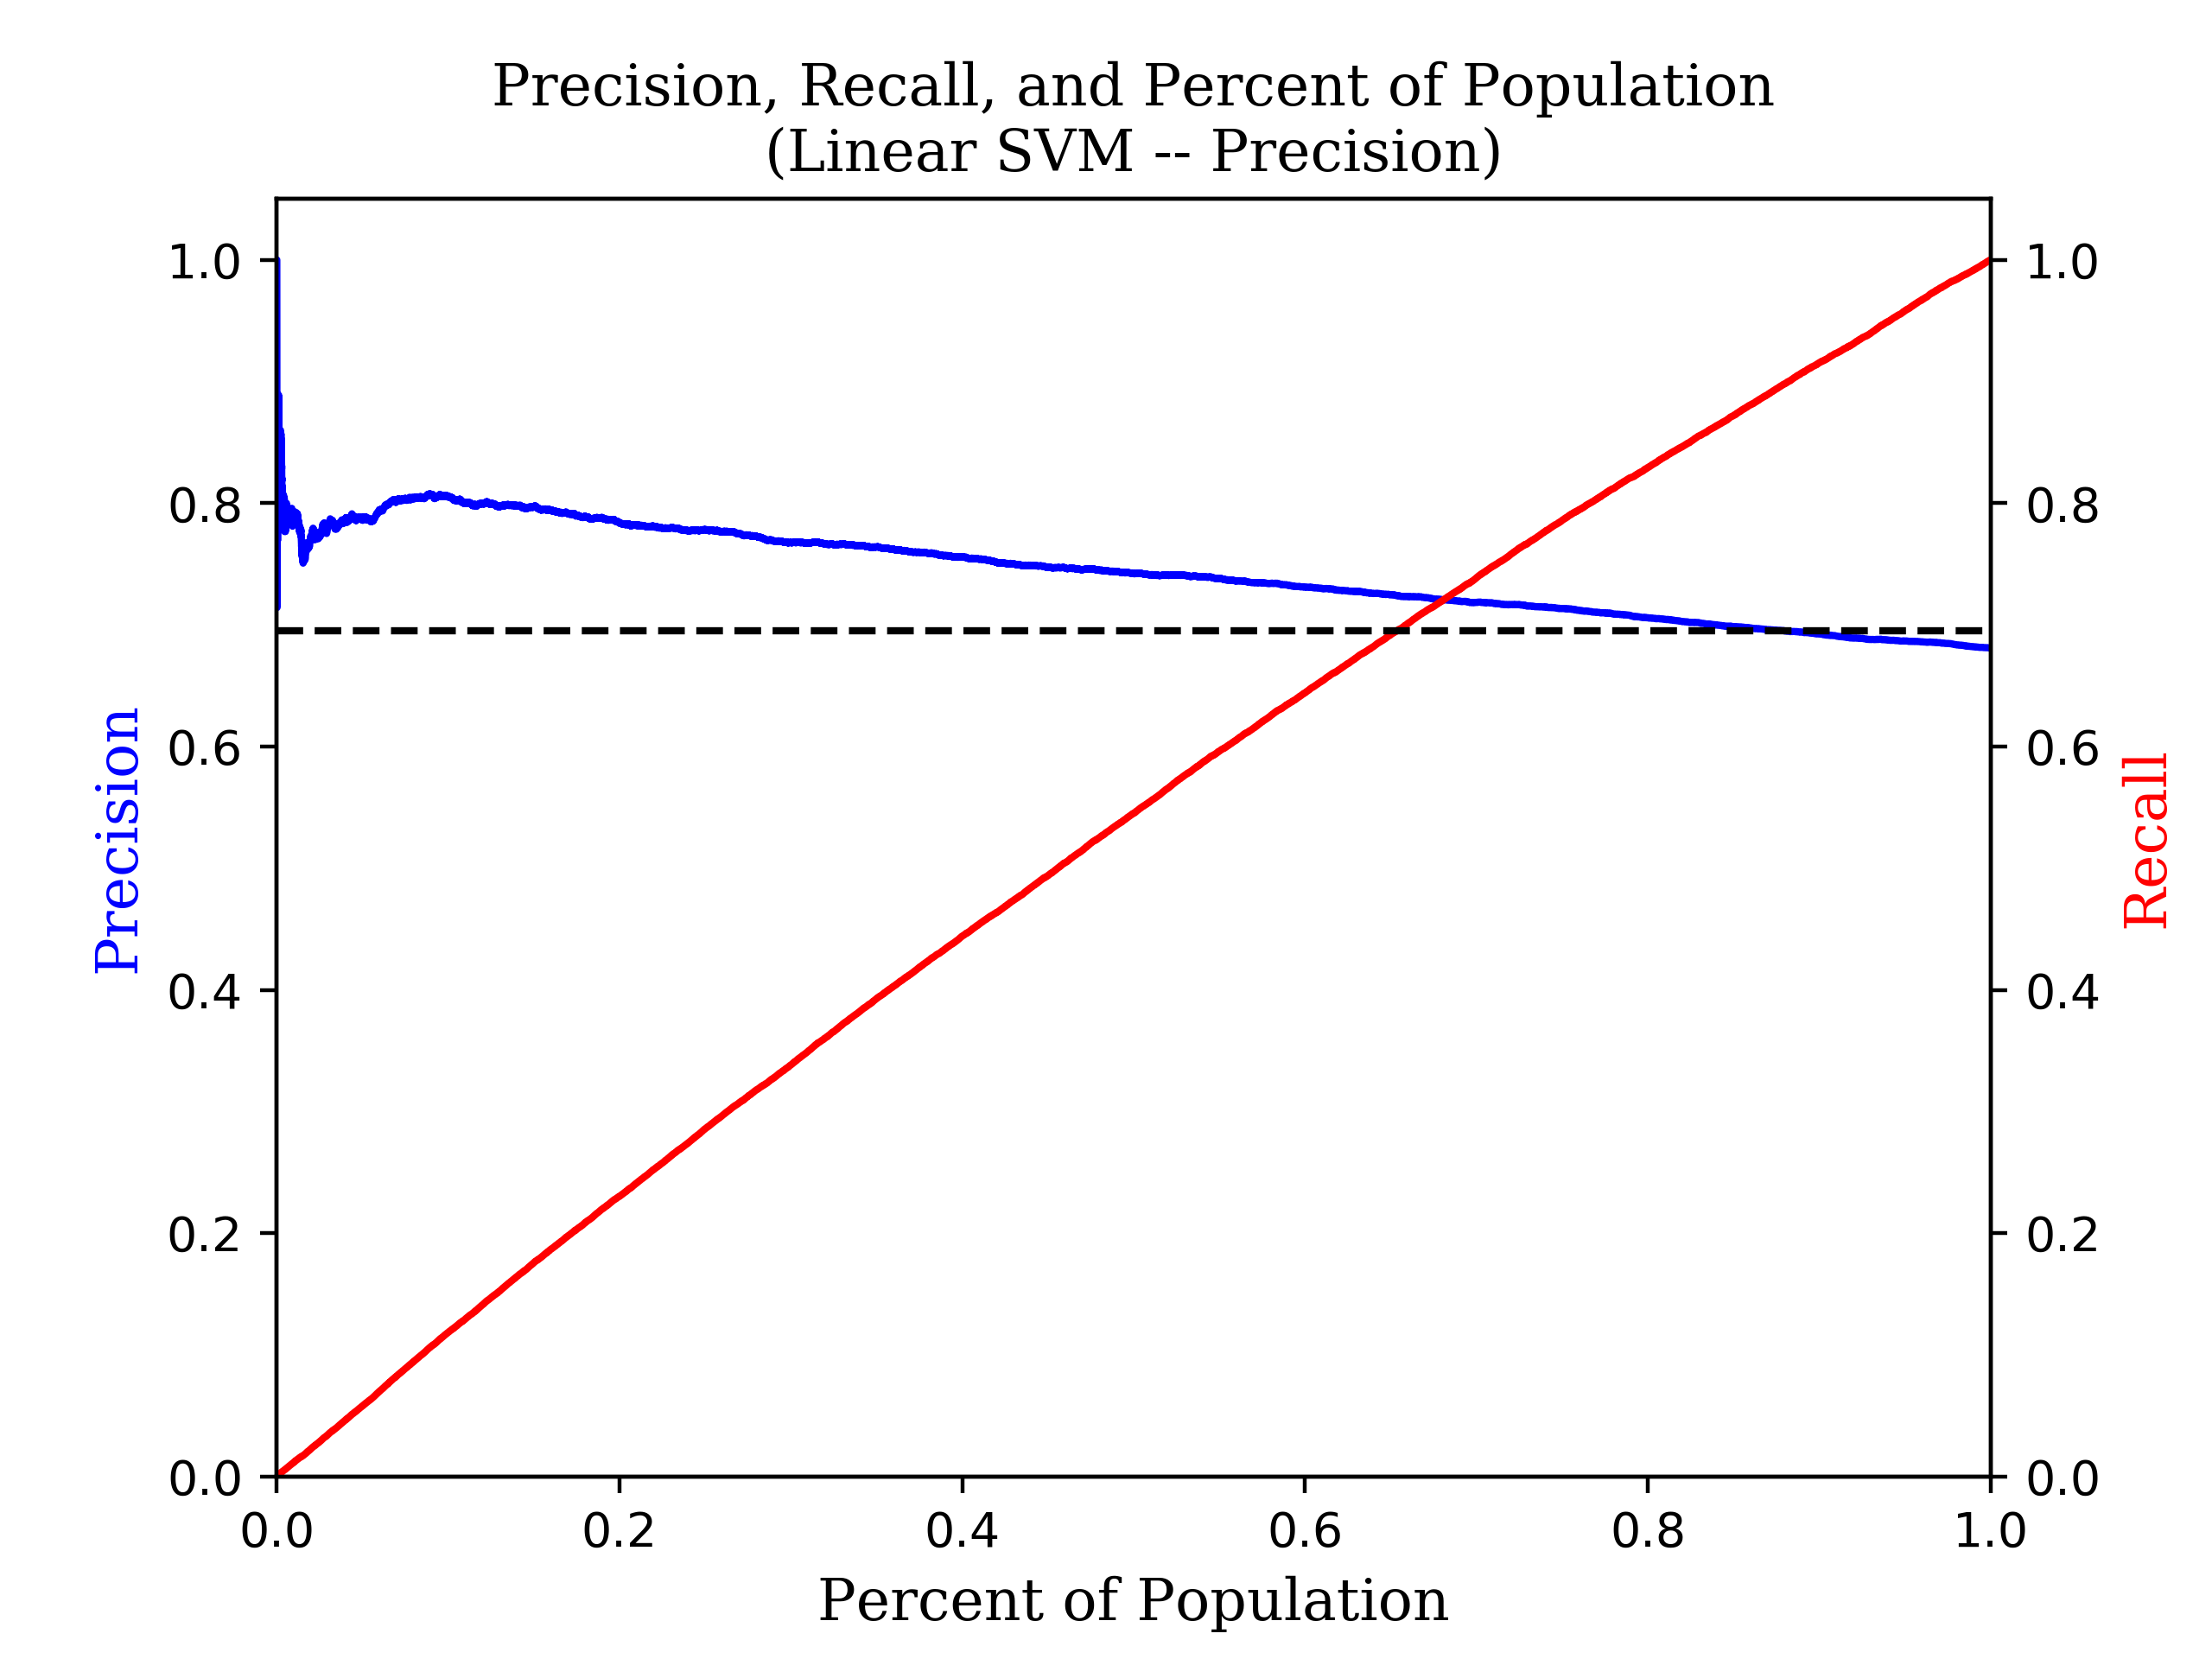 Precision, Recall, and Percent of Population
(Linear SVM -- Precision)
1.0
0.8
0.6
0.4
0.2
0.0
Precision
1.0
0.8
0.6
0.4
0.2
0.0
Recall
0.0 0.2 0.4 0.6 0.8 1.0
Percent of Population